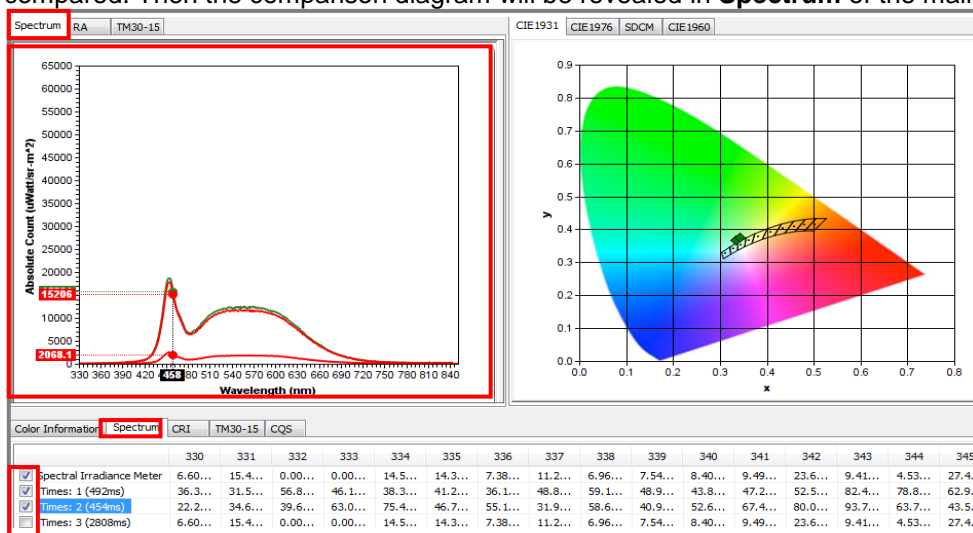 compared. Then the comparison diagram will be revealed in Spectrum of the main
Spectrum RA TM30-15
CIE1931 CIE1976 SDCM CIE1960
65000
60000
55000
50000
45000
40000
35000
30000
25000
20000
15206
10000
5000
2068.1
0
Absolute Count (uWatt/sr-m^2)
330 360 390 420 458 480 510 540 570 600 630 660 690 720 750 780 810 840
Wavelength (nm)
0.9
0.8
0.7
0.6
0.5
0.4
0.3
0.2
0.1
0.0
y
0.0 0.1 0.2 0.3 0.4 0.5 0.6 0.7 0.8
x
Color Information Spectrum CRI TM30-15 CQS
330 331 332 333 334 335 336 337 338 339 340 341 342 343 344 345
Spectral Irradiance Meter 6.60... 15.4... 0.00... 0.00... 14.5... 14.3... 7.38... 11.2... 6.96... 7.54... 8.40... 9.49... 23.6... 9.41... 4.53... 27.4.
Times: 1 (492ms) 36.3... 31.5... 56.8... 46.1... 38.3... 41.2... 36.1... 48.8... 59.1... 48.9... 43.8... 47.2... 52.5... 82.4... 78.8... 62.9.
Times: 2 (454ms) 22.2... 34.6... 39.6... 63.0... 75.4... 46.7... 55.1... 31.9... 58.6... 40.9... 52.6... 67.4... 80.0... 93.7... 63.7... 43.5.
Times: 3 (2808ms) 6.60... 15.4... 0.00... 0.00... 14.5... 14.3... 7.38... 11.2... 6.96... 7.54... 8.40... 9.49... 23.6... 9.41... 4.53... 27.4.